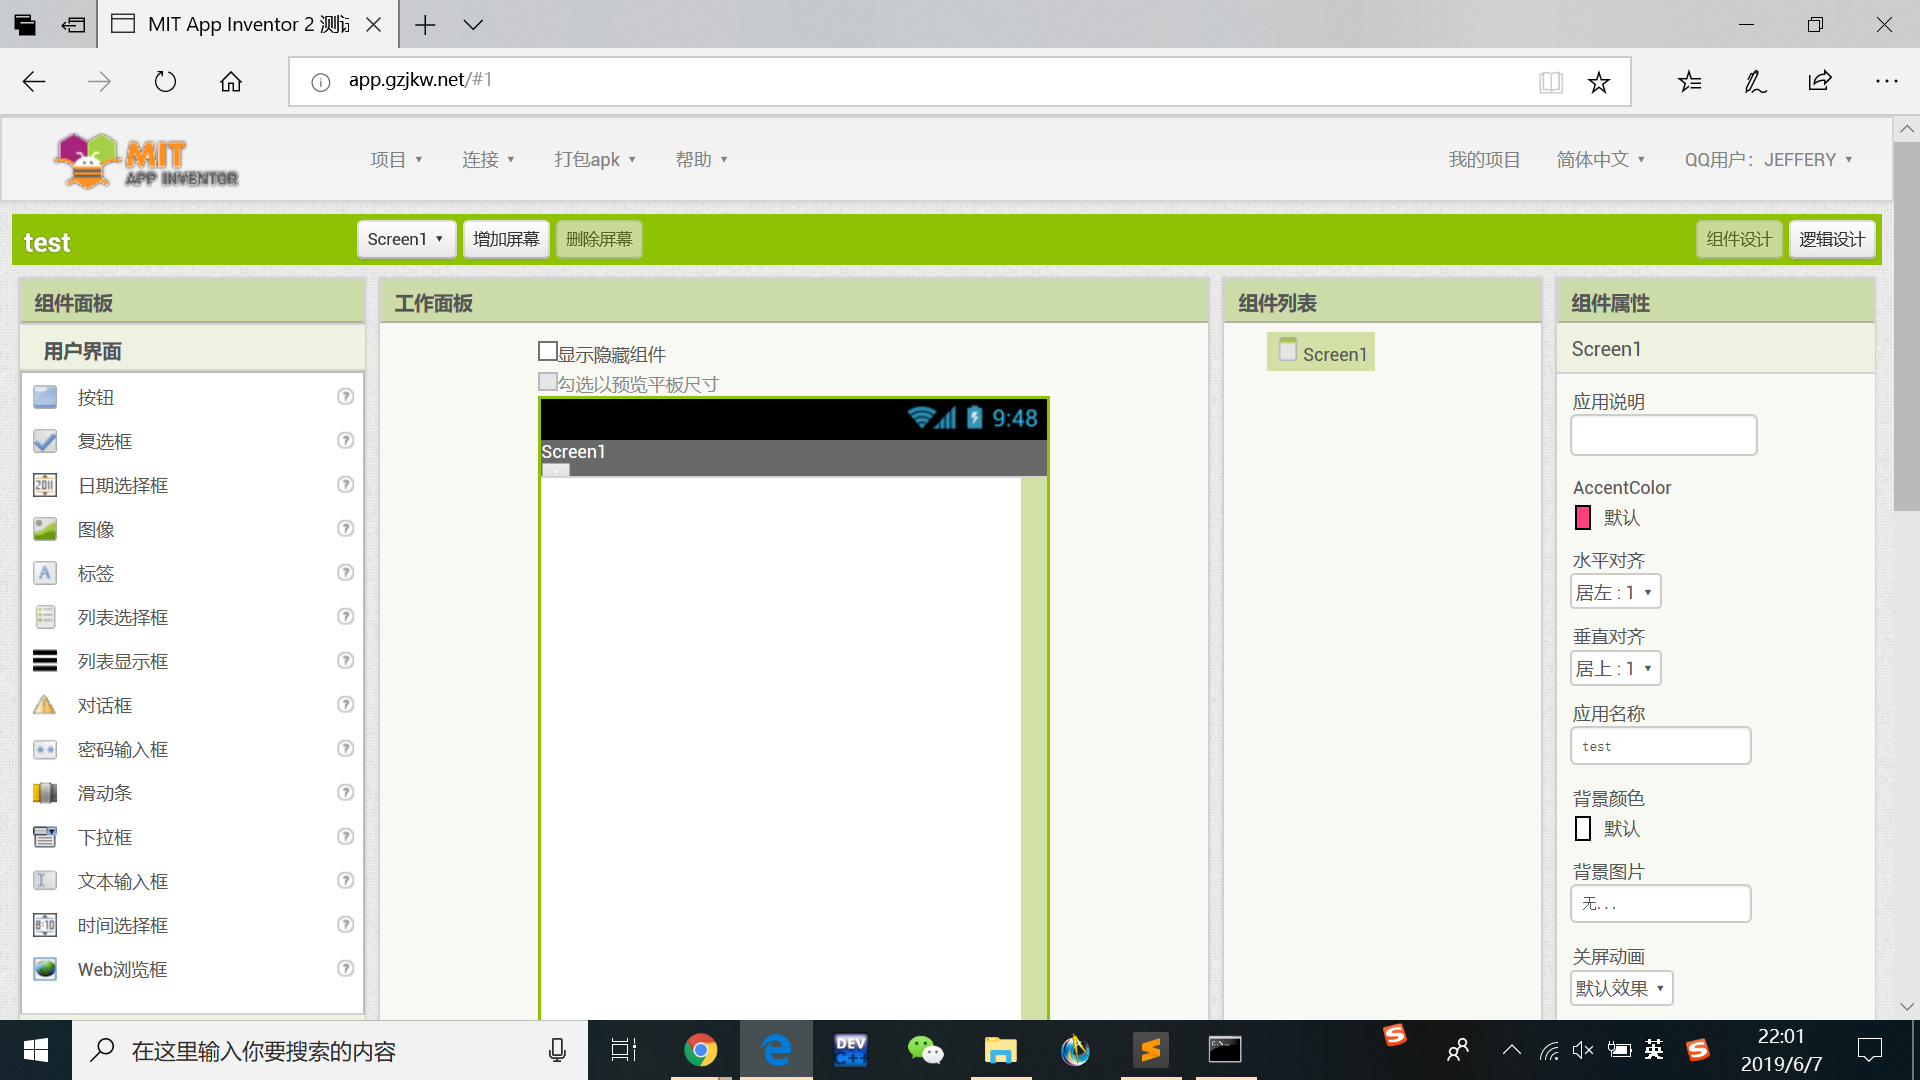 MIT App Inventor 2 测试
app.gzjkw.net/#1
MIT
APP INVENTOR
项目 连接 打包apk 帮助 我的项目 简体中文 QQ用户：JEFFERY
test Screen1 增加屏幕 删除屏幕 组件设计 逻辑设计
组件面板
用户界面
按钮
复选框
日期选择框
图像
标签
列表选择框
列表显示框
对话框
密码输入框
滑动条
下拉框
文本输入框
时间选择框
Web浏览框
工作面板
显示隐藏组件
勾选以预览平板尺寸
9:48
Screen1
组件列表
Screen1
组件属性
Screen1
应用说明
AccentColor
默认
水平对齐
居左 : 1
垂直对齐
居上 : 1
应用名称
test
背景颜色
默认
背景图片
无...
关屏动画
默认效果
在这里输入你要搜索的内容
DEV
C++
英
22:01
2019/6/7